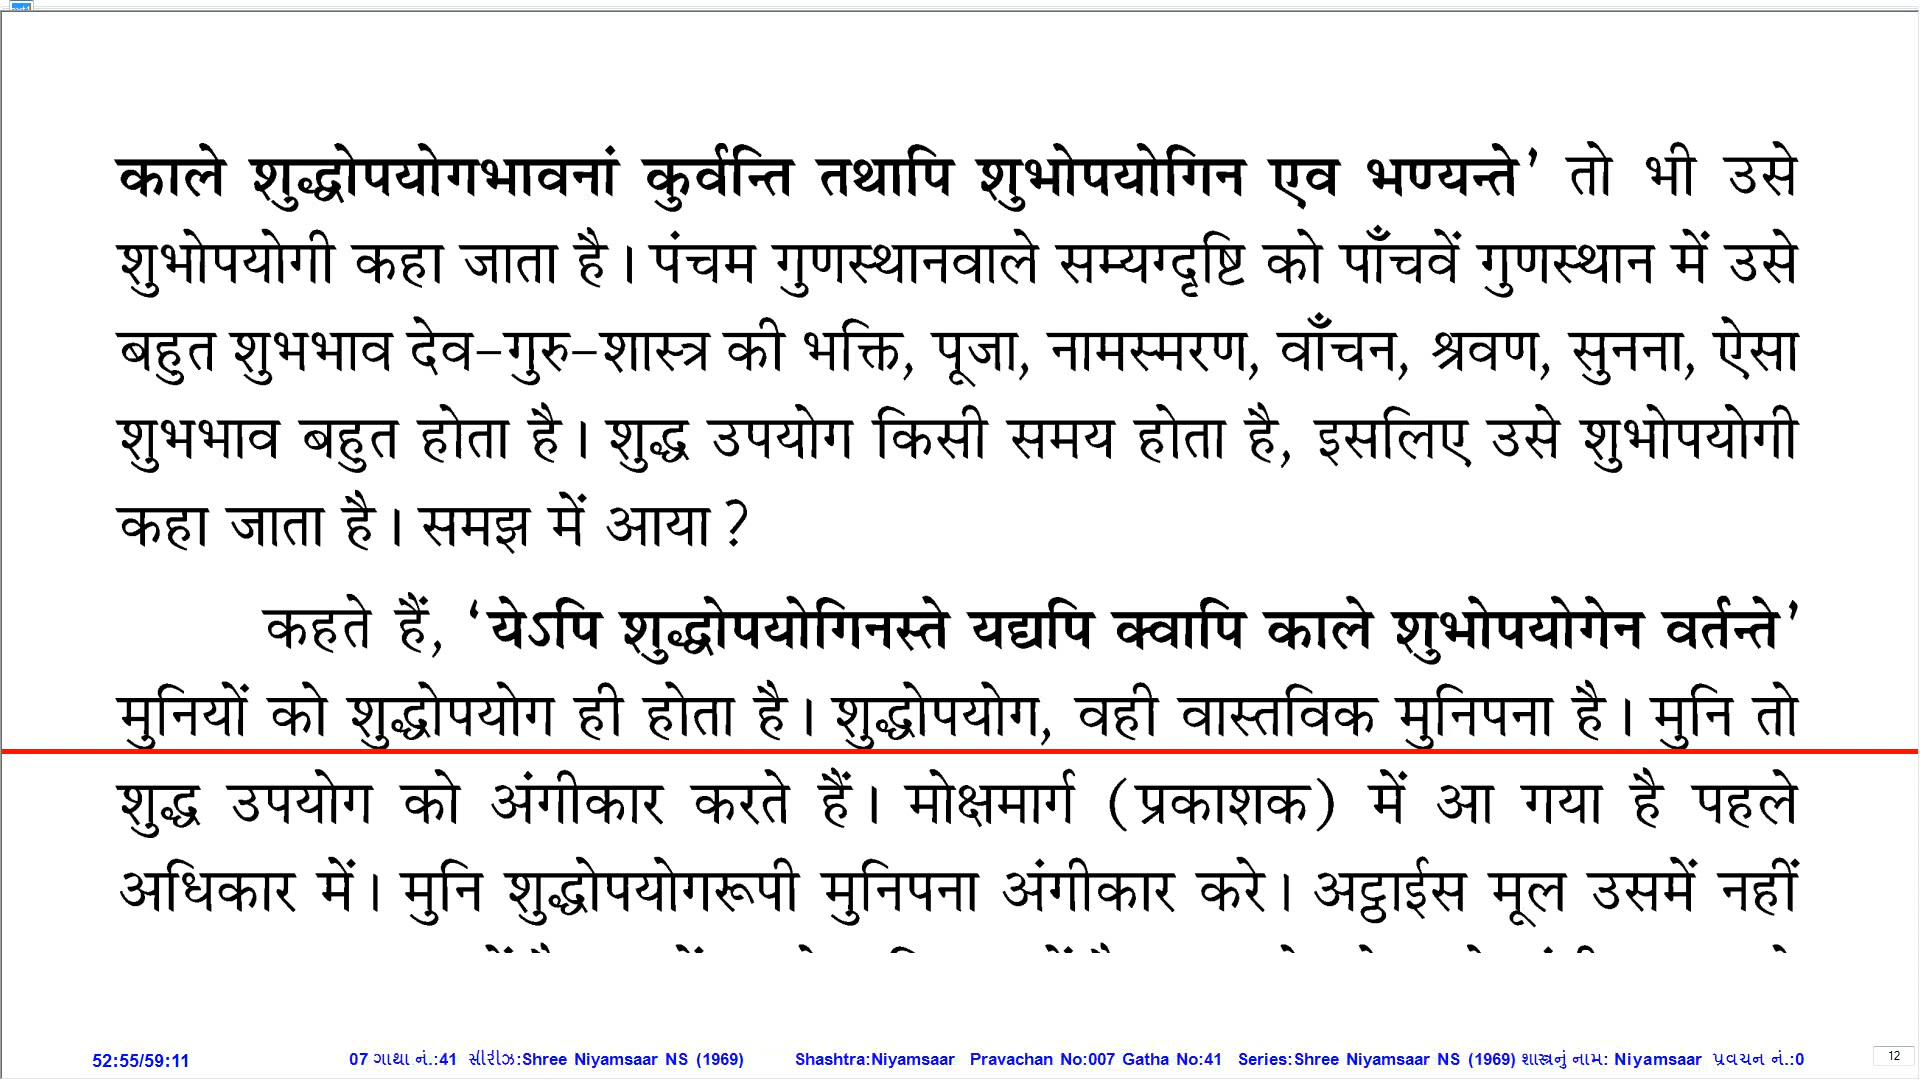 काले शुद्धोपयोगभावनां कुर्वन्ति तथापि शुभोपयोगिन एव भण्यन्ते’ तो भी उसे
शुभोपयोगी कहा जाता है। पंचम गुणस्थानवाले सम्यग्दृष्टि को पाँचवें गुणस्थान में उसे
बहुत शुभभाव देव-गुरु-शास्त्र की भक्ति, पूजा, नामस्मरण, वाँचन, श्रवण, सुनना, ऐसा
शुभभाव बहुत होता है। शुद्ध उपयोग किसी समय होता है, इसलिए उसे शुभोपयोगी
कहा जाता है। समझ में आया?
कहते हैं, ‘येऽपि शुद्धोपयोगिनस्ते यद्यपि क्वापि काले शुभोपयोगेन वर्तन्ते’
मुनियों को शुद्धोपयोग ही होता है। शुद्धोपयोग, वही वास्तविक मुनिपना है। मुनि तो
शुद्ध उपयोग को अंगीकार करते हैं। मोक्षमार्ग (प्रकाशक) में आ गया है पहले
अधिकार में। मुनि शुद्धोपयोगरूपी मुनिपना अंगीकार करे। अट्ठाईस मूल उसमें नहीं
52:55/59:11 07 ગાથા નં.:41 સીરીઝ:Shree Niyamsaar NS (1969) Shashtra:Niyamsaar Pravachan No:007 Gatha No:41 Series:Shree Niyamsaar NS (1969) શાસ્ત્રનું નામ: Niyamsaar પ્રવચન નં.:0 12